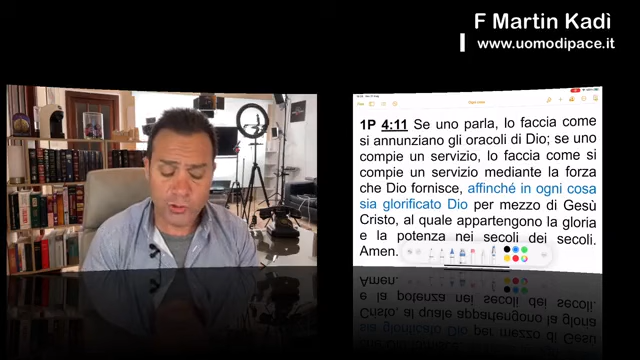 F Martin Kadì
www.uomodipace.it
1P 4:11 Se uno parla, lo faccia come
si annunziano gli oracoli di Dio; se uno
compie un servizio, lo faccia come si
compie un servizio mediante la forza
che Dio fornisce, affinché in ogni cosa
sia glorificato Dio per mezzo di Gesù
Cristo, al quale appartengono la gloria
e la potenza nei secoli dei secoli.
Amen.